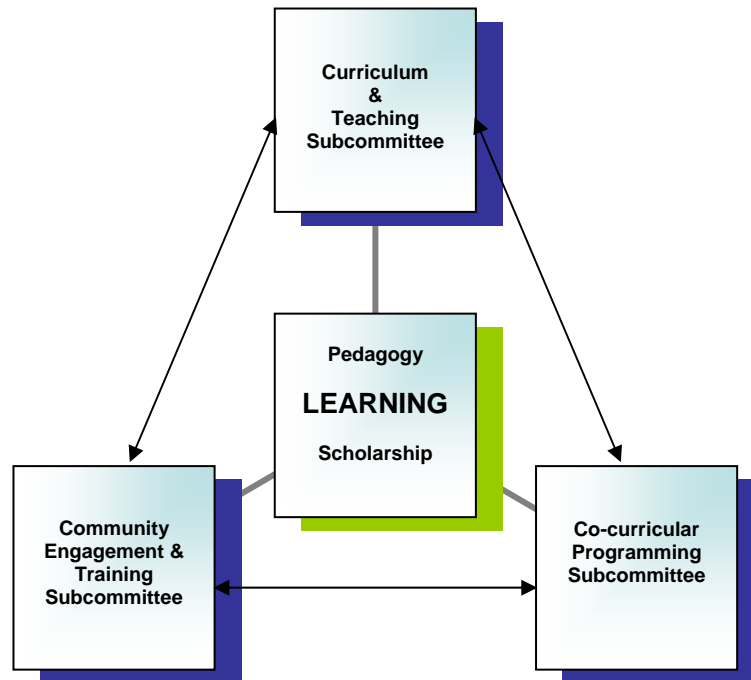 Curriculum
&
Teaching
Subcommittee
Pedagogy
LEARNING
Scholarship
Community
Engagement &
Training
Subcommittee
Co-curricular
Programming
Subcommittee